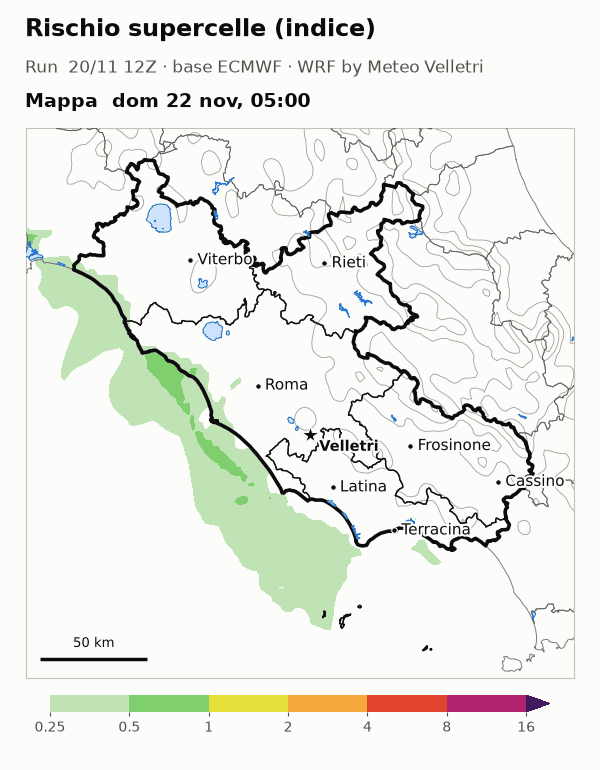 Rischio supercelle (indice)
Run  20/11 12Z · base ECMWF · WRF by Meteo Velletri
Mappa  dom 22 nov, 05:00
Viterbo
Rieti
Roma
Velletri
Frosinone
Cassino
Latina
Terracina
50 km
0.25 0.5 1 2 4 8 16